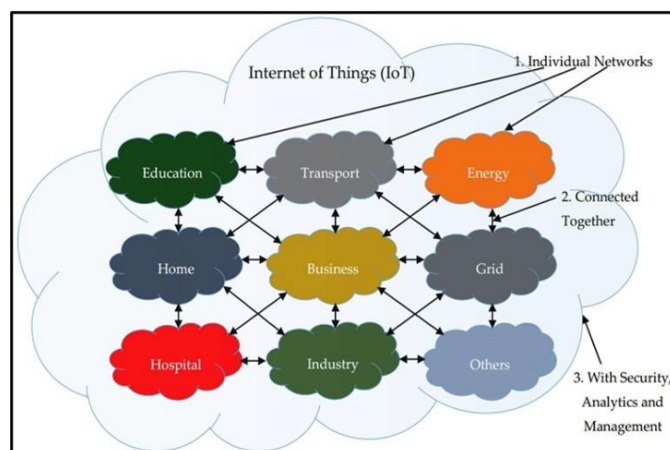 Internet of Things (IoT)
1. Individual Networks
Education
Transport
Energy
2. Connected
Together
Home
Business
Grid
Hospital
Industry
Others
3. With Security,
Analytics and
Management